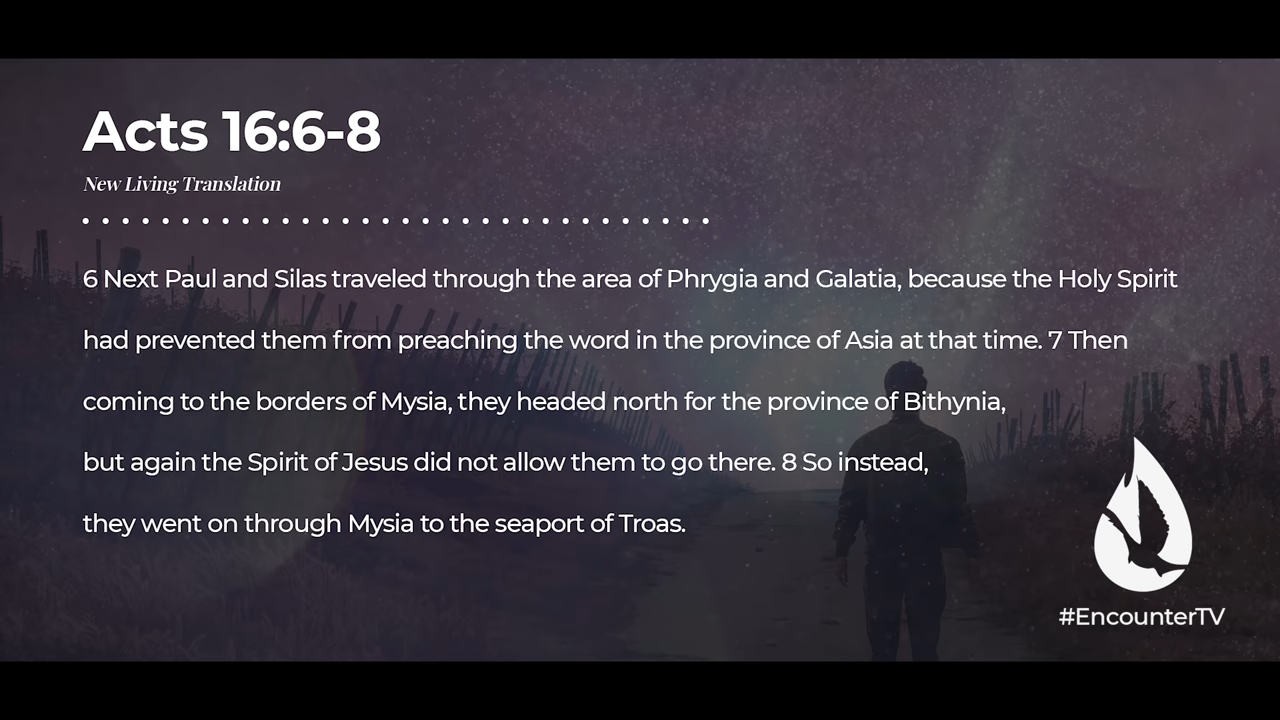 Acts 16:6-8
New Living Translation
6 Next Paul and Silas traveled through the area of Phrygia and Galatia, because the Holy Spirit
had prevented them from preaching the word in the province of Asia at that time. 7 Then
coming to the borders of Mysia, they headed north for the province of Bithynia,
but again the Spirit of Jesus did not allow them to go there. 8 So instead,
they went on through Mysia to the seaport of Troas.
#EncounterTV